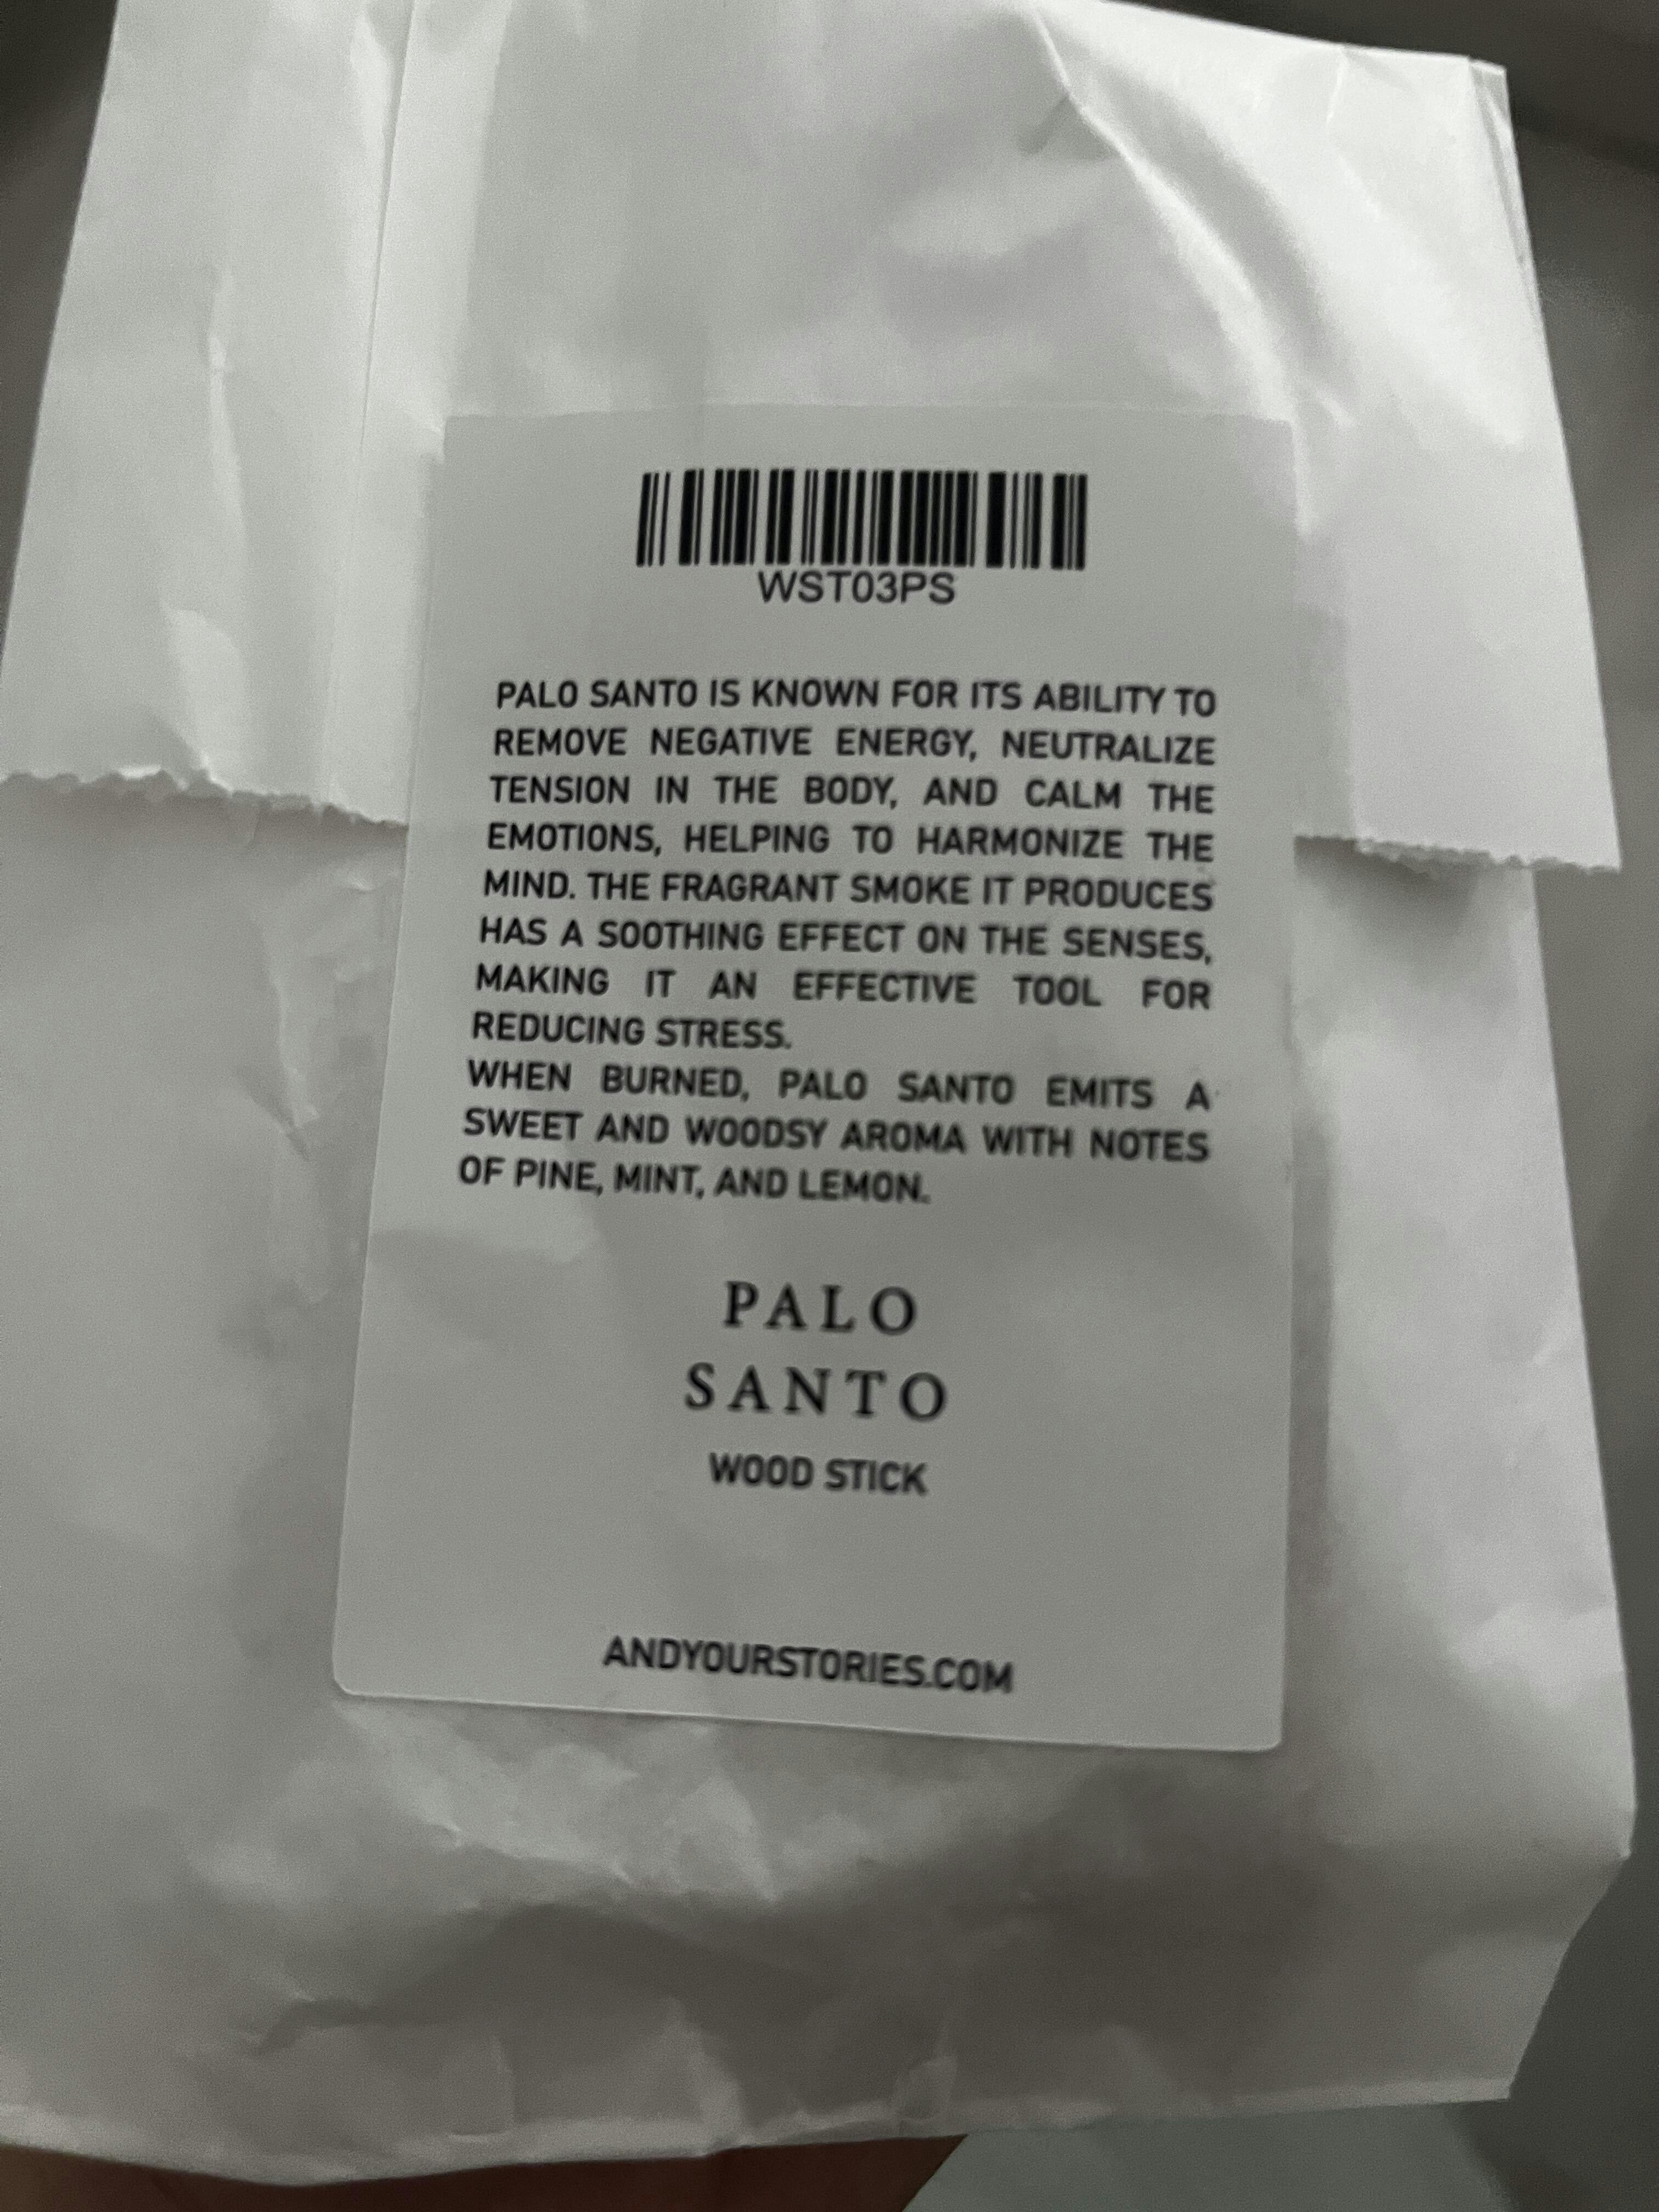 WST03PS
PALO SANTO IS KNOWN FOR ITS ABILITY TO
REMOVE NEGATIVE ENERGY, NEUTRALIZE
TENSION IN THE BODY, AND CALM THE
EMOTIONS, HELPING TO HARMONIZE THE
MIND. THE FRAGRANT SMOKE IT PRODUCES
HAS A SOOTHING EFFECT ON THE SENSES,
MAKING IT AN EFFECTIVE TOOL FOR
REDUCING STRESS.
WHEN BURNED, PALO SANTO EMITS A
SWEET AND WOODSY AROMA WITH NOTES
OF PINE, MINT, AND LEMON.
PALO
SANTO
WOOD STICK
ANDYOURSTORIES.COM